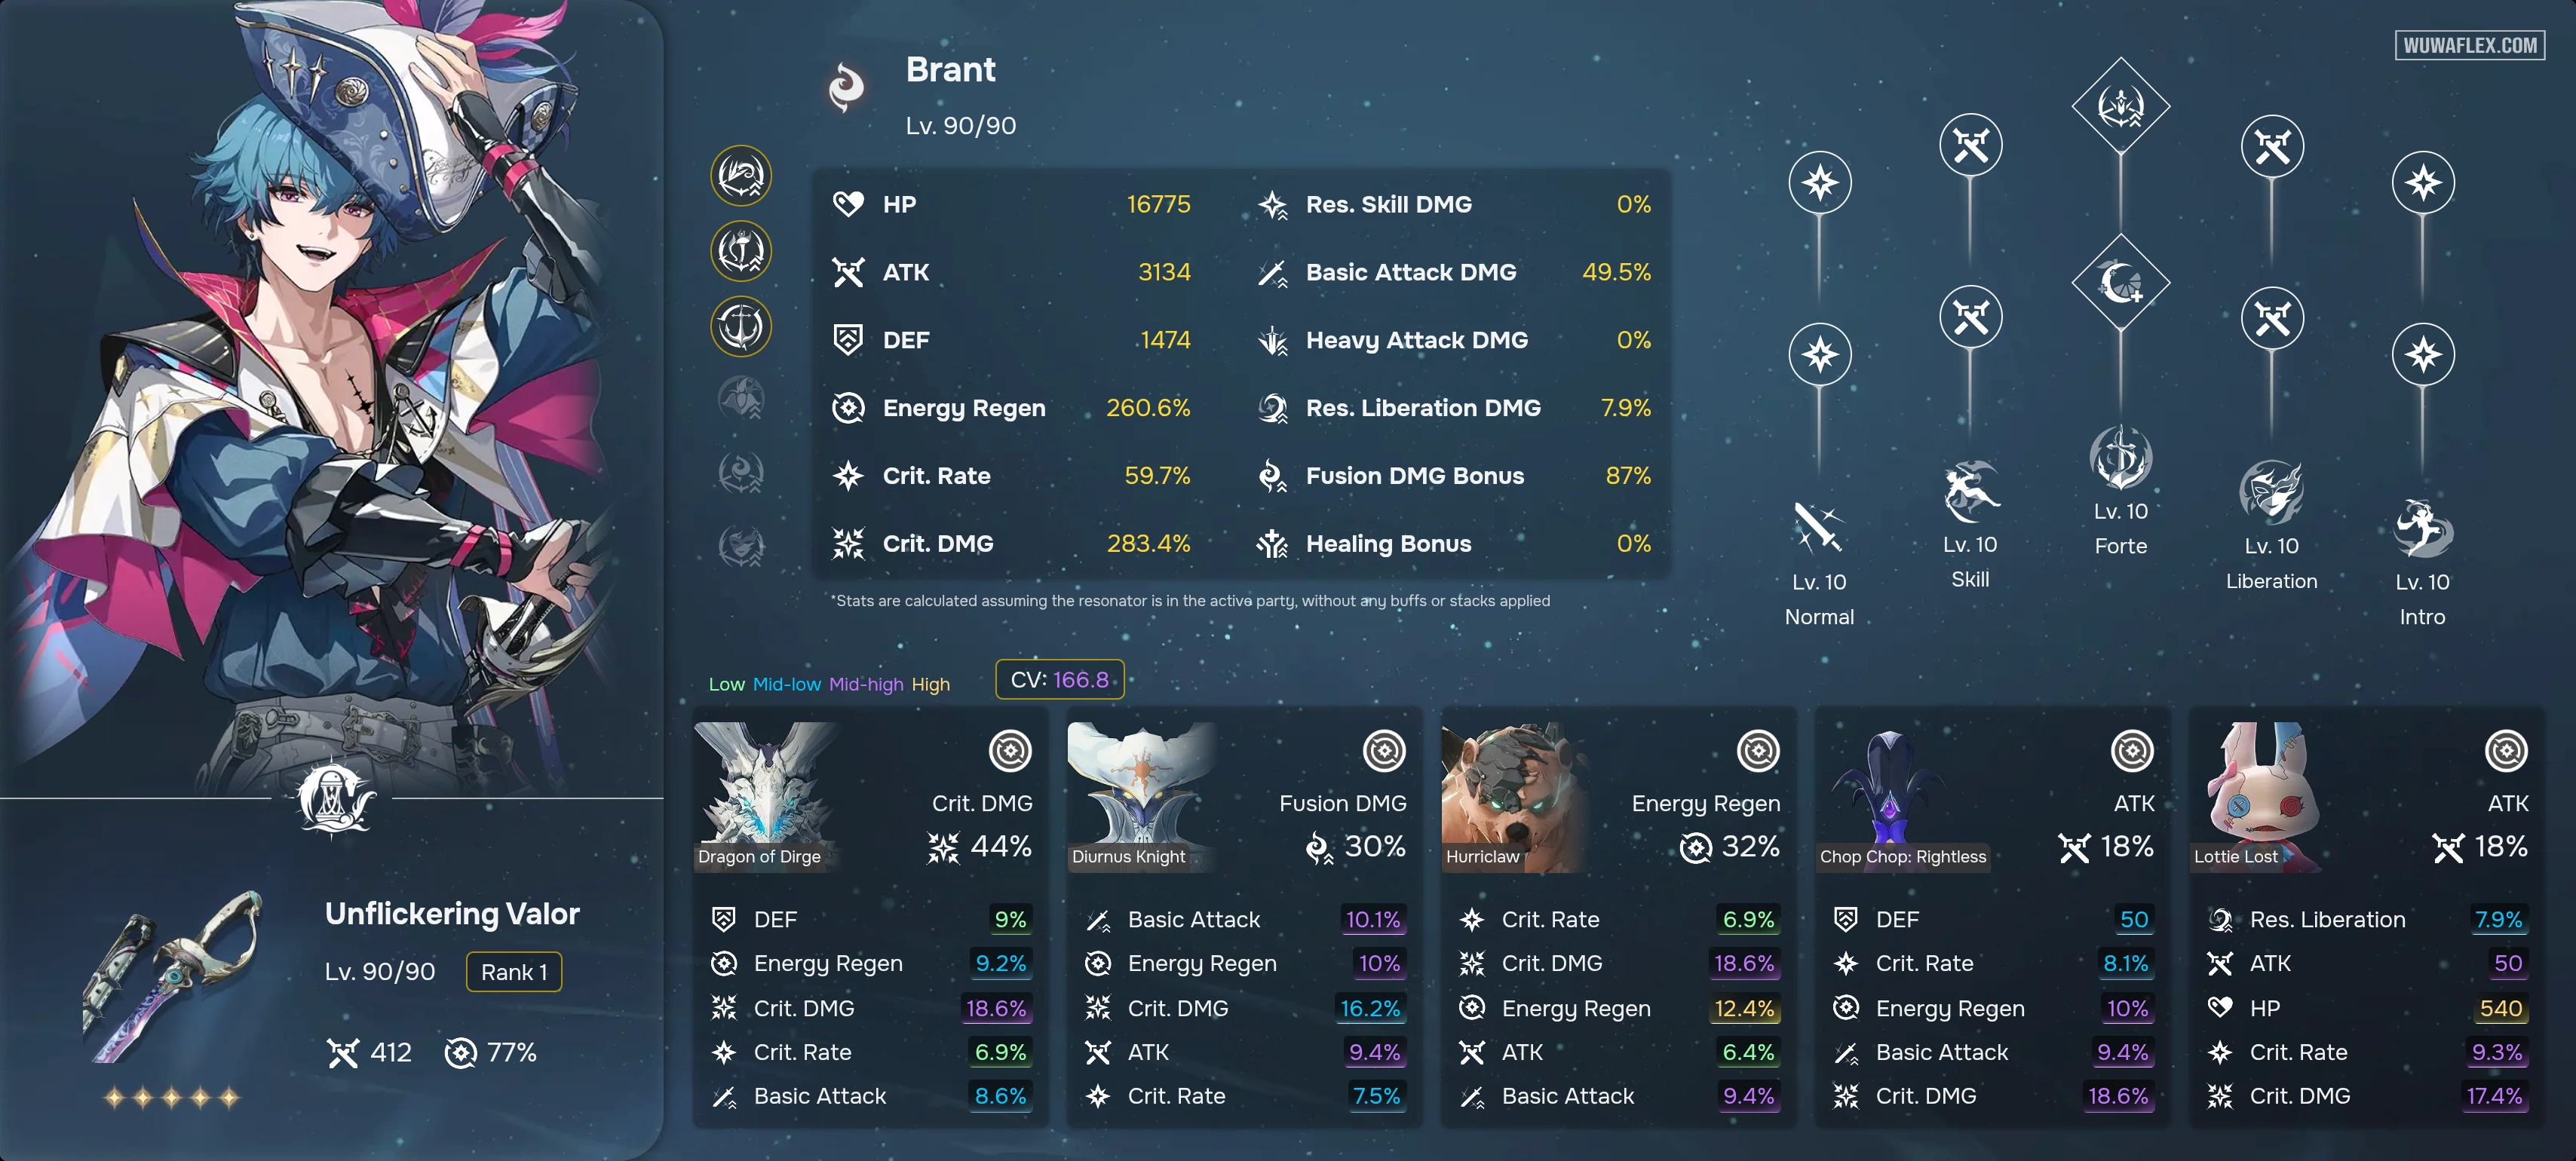 WUWAFLEX.COM
Brant
Lv. 90/90
HP 16775
ATK 3134
DEF 1474
Energy Regen 260.6%
Crit. Rate 59.7%
Crit. DMG 283.4%
Res. Skill DMG 0%
Basic Attack DMG 49.5%
Heavy Attack DMG 0%
Res. Liberation DMG 7.9%
Fusion DMG Bonus 87%
Healing Bonus 0%
*Stats are calculated assuming the resonator is in the active party, without any buffs or stacks applied
Lv. 10
Normal
Lv. 10
Skill
Lv. 10
Forte
Lv. 10
Liberation
Lv. 10
Intro
Unflickering Valor
Lv. 90/90 Rank 1
412 77%
Low Mid-low Mid-high High
CV: 166.8
Dragon of Dirge
Crit. DMG
44%
DEF 9%
Energy Regen 9.2%
Crit. DMG 18.6%
Crit. Rate 6.9%
Basic Attack 8.6%
Diurnus Knight
Fusion DMG
30%
Basic Attack 10.1%
Energy Regen 10%
Crit. DMG 16.2%
ATK 9.4%
Crit. Rate 7.5%
Hurriclaw
Energy Regen
32%
Crit. Rate 6.9%
Crit. DMG 18.6%
Energy Regen 12.4%
ATK 6.4%
Basic Attack 9.4%
Chop Chop: Rightless
ATK
18%
DEF 50
Crit. Rate 8.1%
Energy Regen 10%
Basic Attack 9.4%
Crit. DMG 18.6%
Lottie Lost
ATK
18%
Res. Liberation 7.9%
ATK 50
HP 540
Crit. Rate 9.3%
Crit. DMG 17.4%